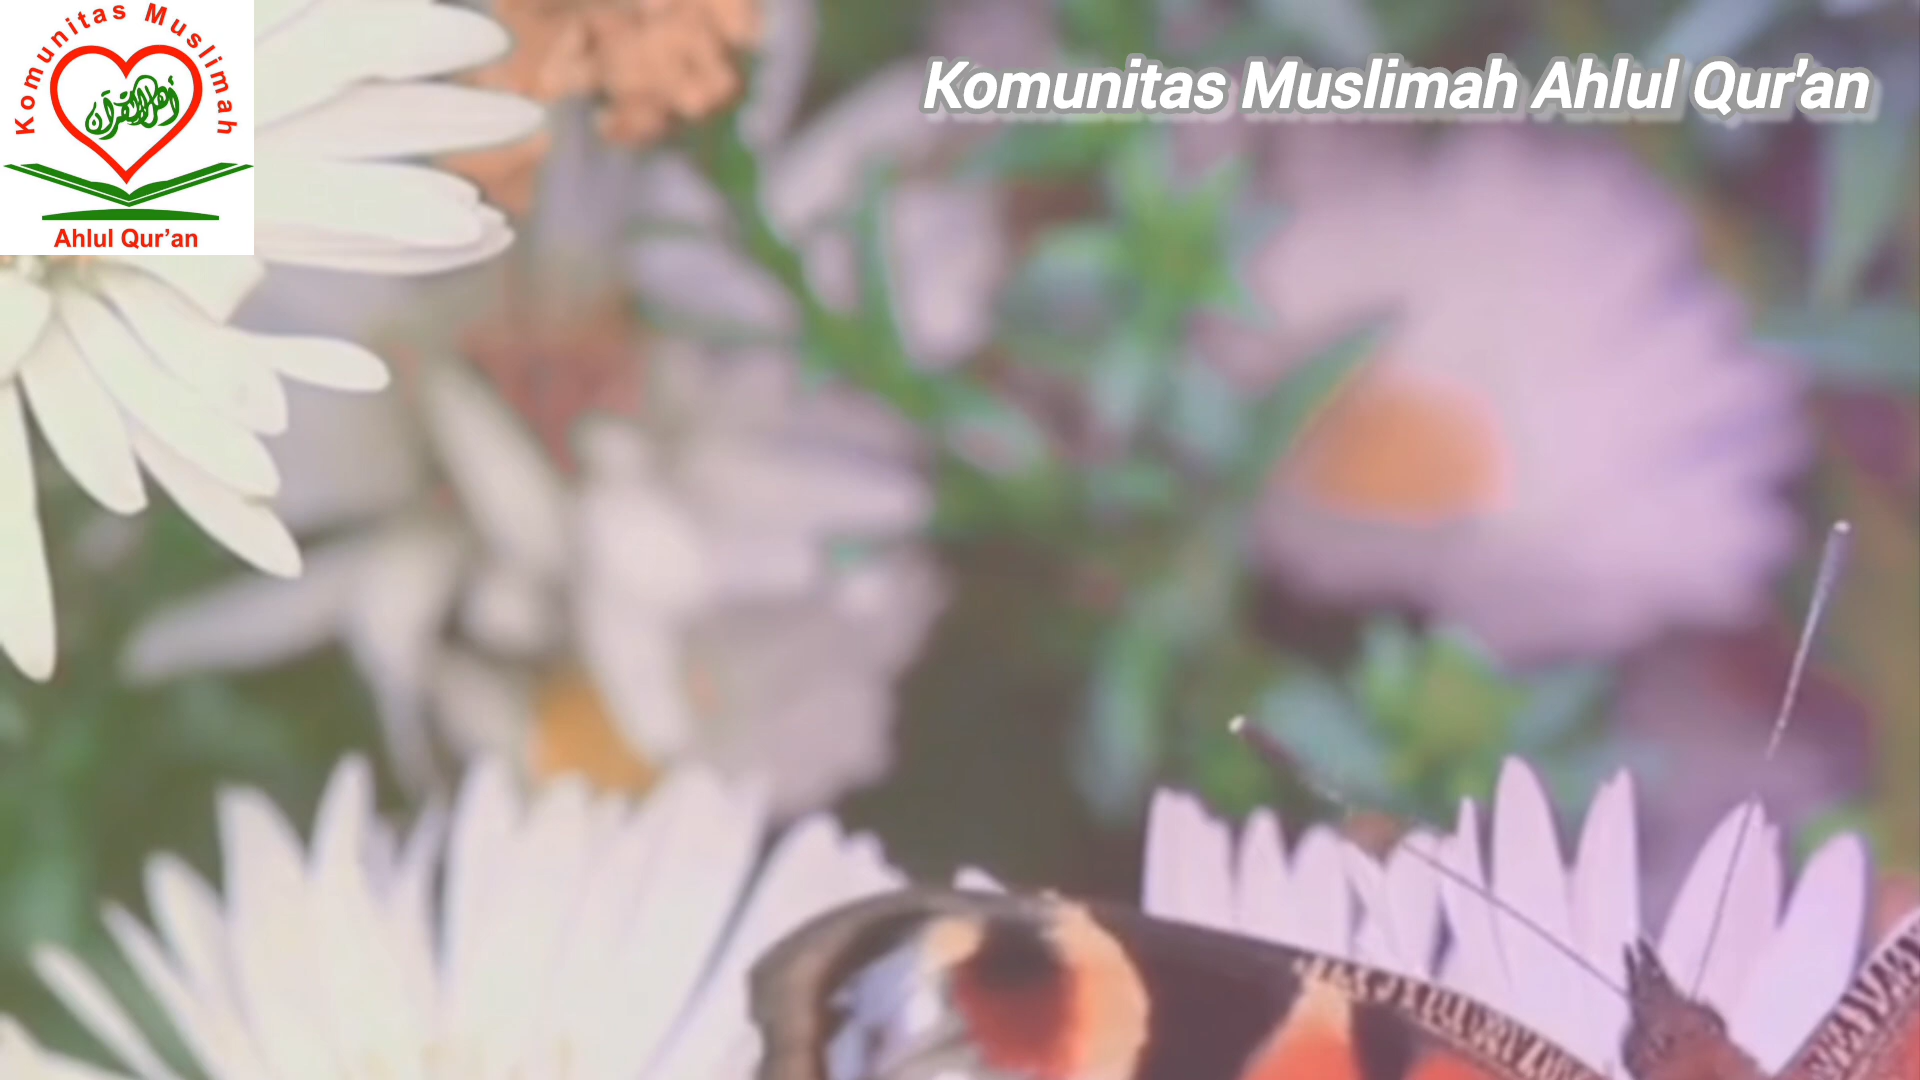 Komunitas Muslimah
أهل القرآن
Ahlul Qur'an
Komunitas Muslimah Ahlul Qur'an